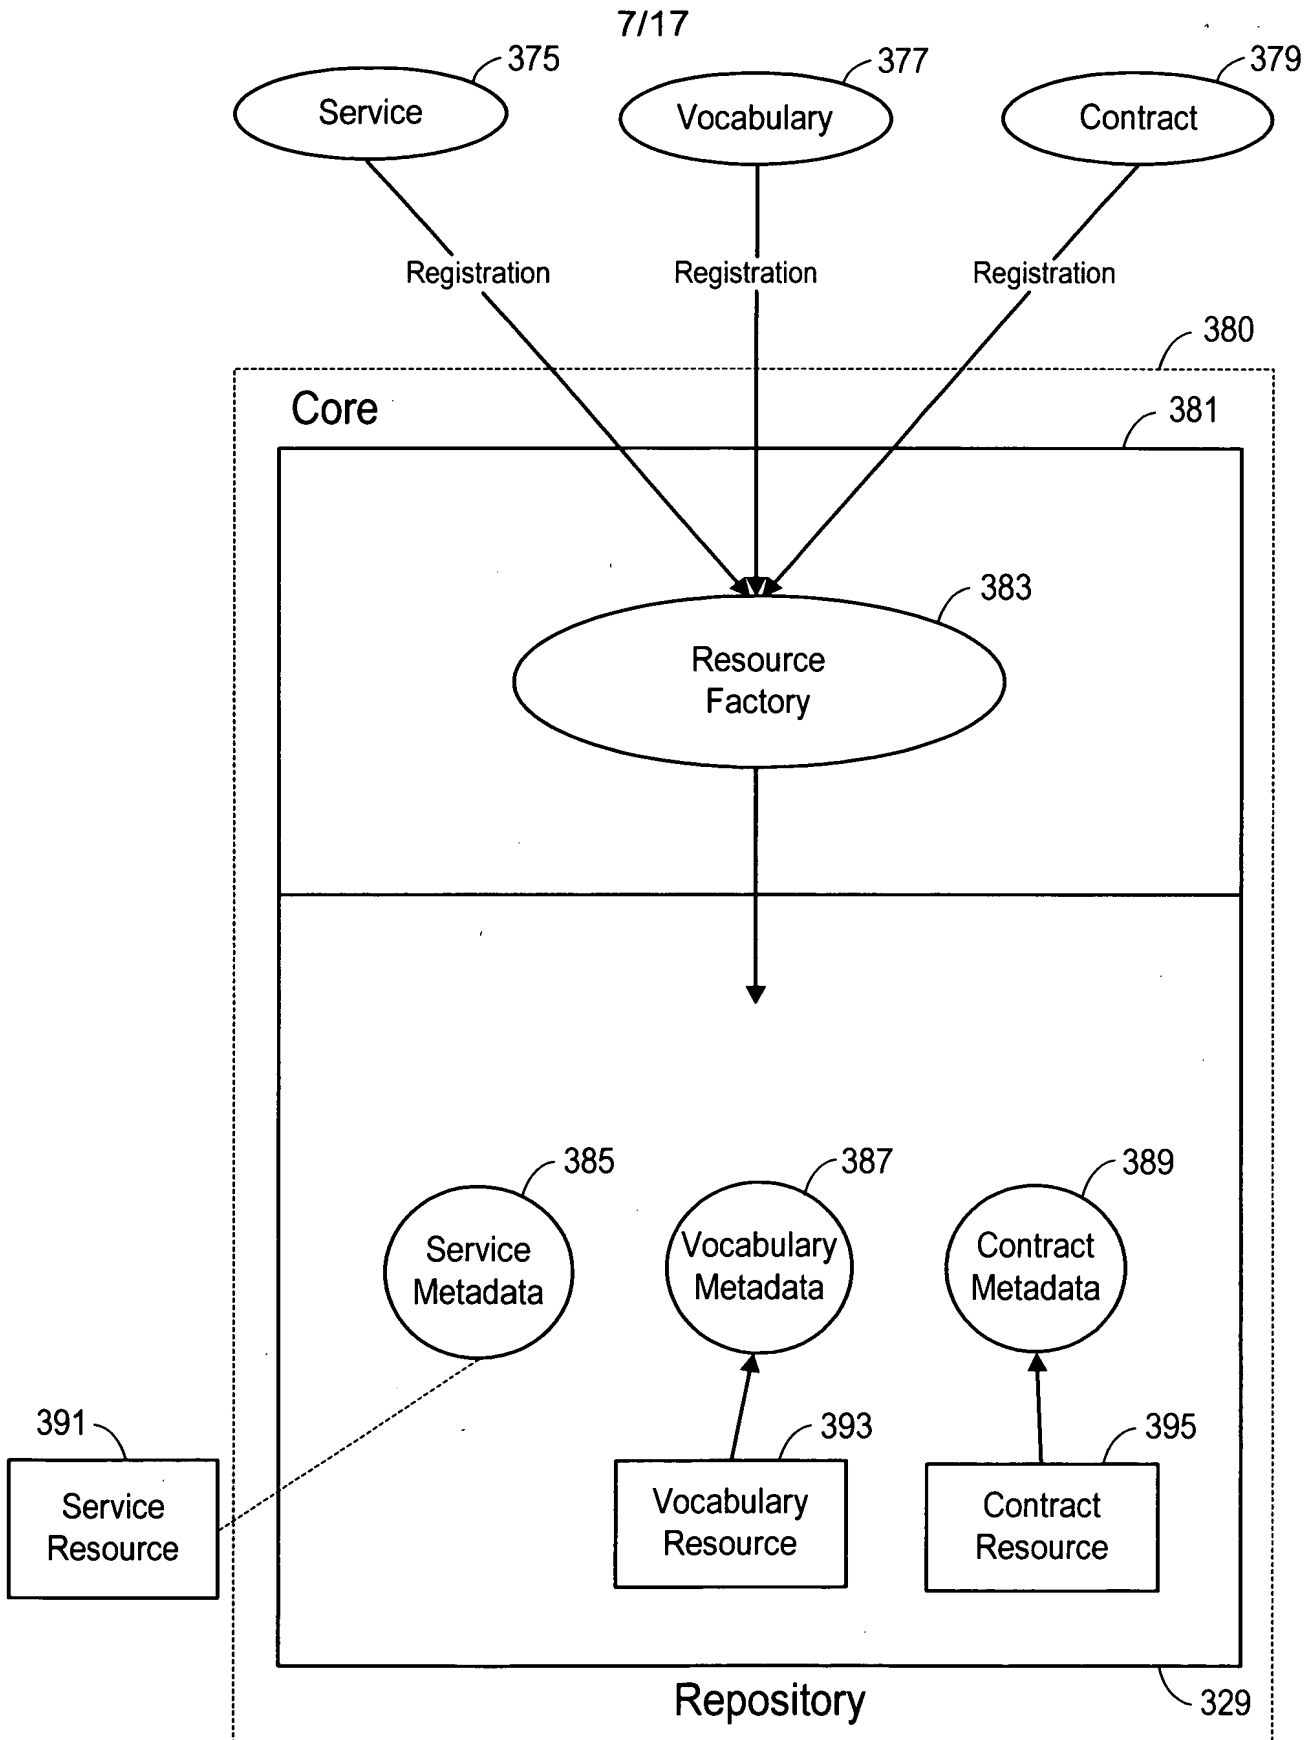 7/17
375
377
379
Service
Vocabulary
Contract
Registration
Registration
Registration
380
Core
381
383
Resource
Factory
385
387
389
Service
Metadata
Vocabulary
Metadata
Contract
Metadata
391
393
395
Service
Resource
Vocabulary
Resource
Contract
Resource
Repository
329